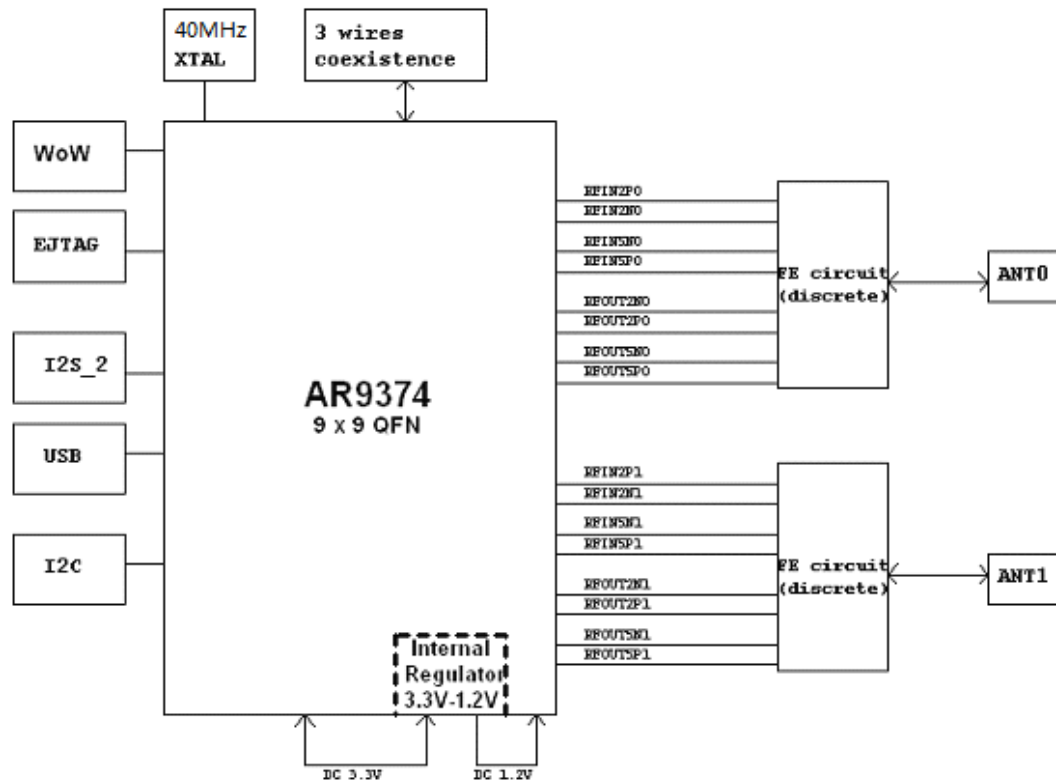 40MHz
XTAL
3 wires
coexistence
WoW
EJTAG
I2S_2
USB
I2C
AR9374
9 x 9 QFN
Internal
Regulator
3.3V-1.2V
DC 3.3V
DC 1.2V
RFIN2P0
RFIN2N0
RFIN5N0
RFIN5P0
RFOUT2N0
RFOUT2P0
RFOUT5N0
RFOUT5P0
FE circuit
(discrete)
ANT0
RFIN2P1
RFIN2N1
RFIN5N1
RFIN5P1
RFOUT2N1
RFOUT2P1
RFOUT5N1
RFOUT5P1
FE circuit
(discrete)
ANT1